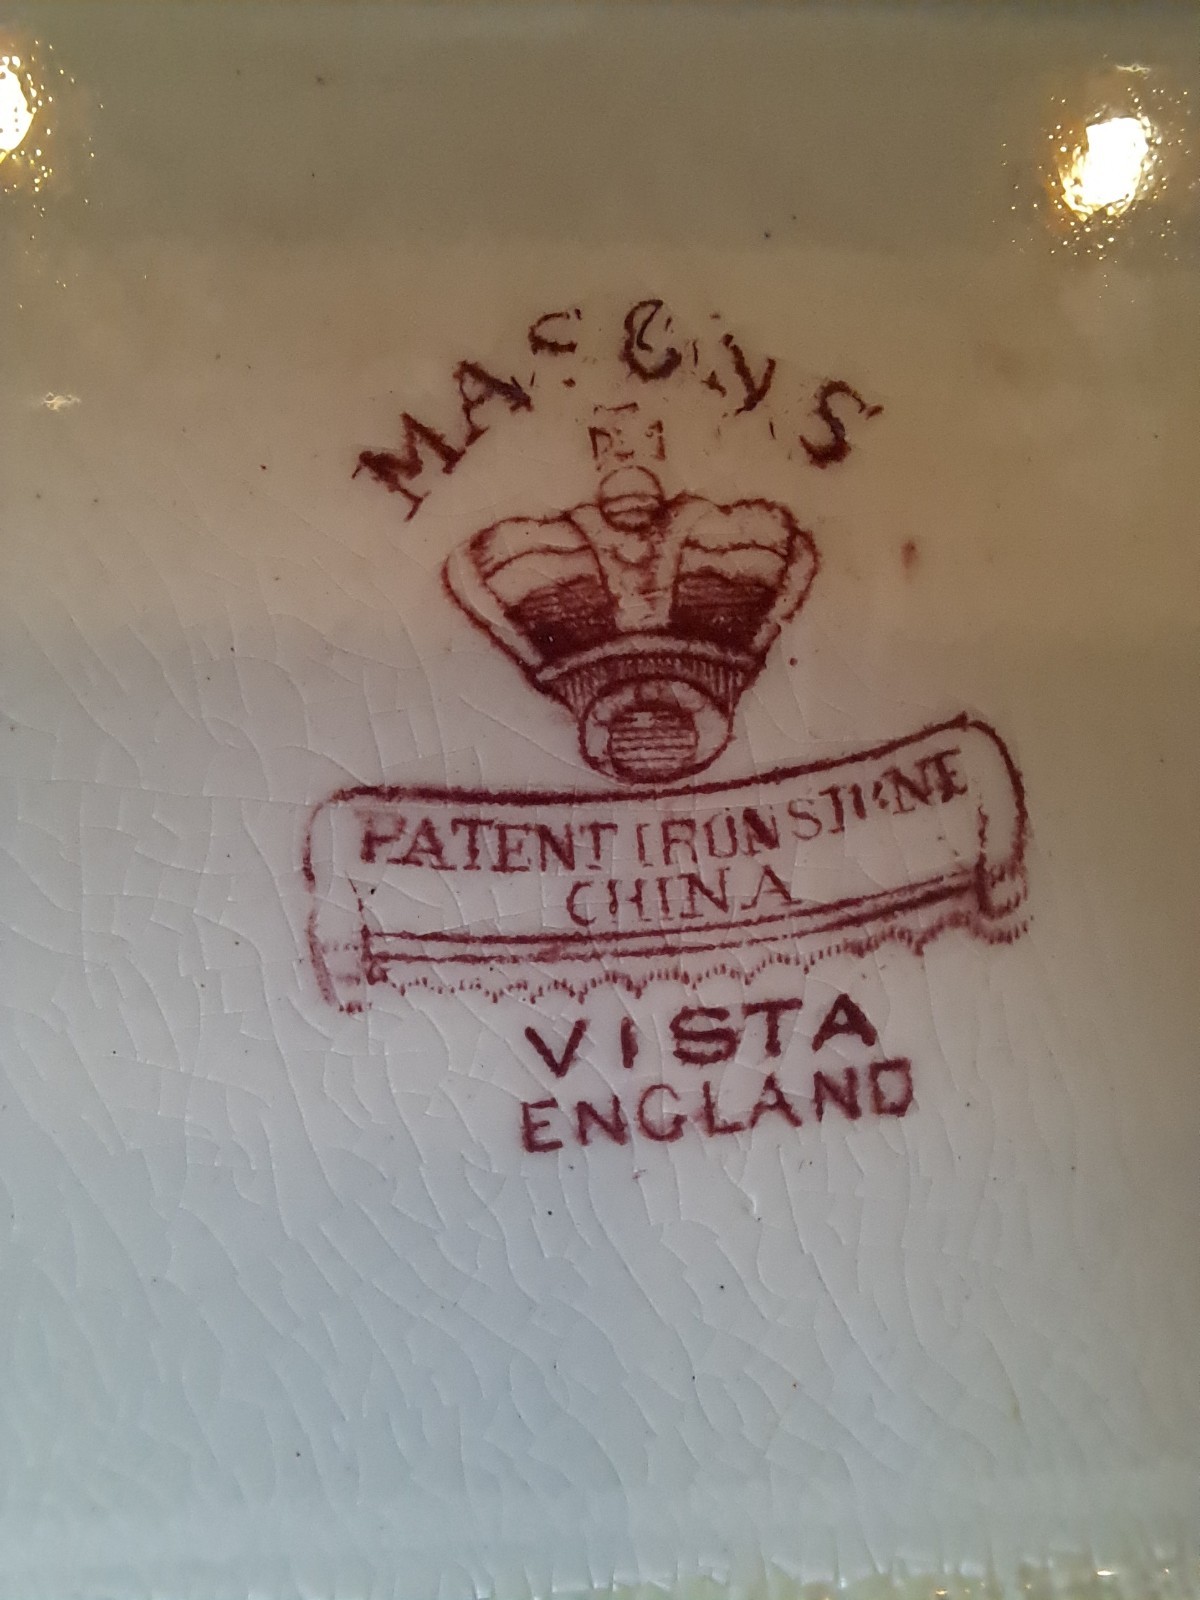 MASON'S
PATENT IRONSTONE
CHINA
VISTA
ENGLAND